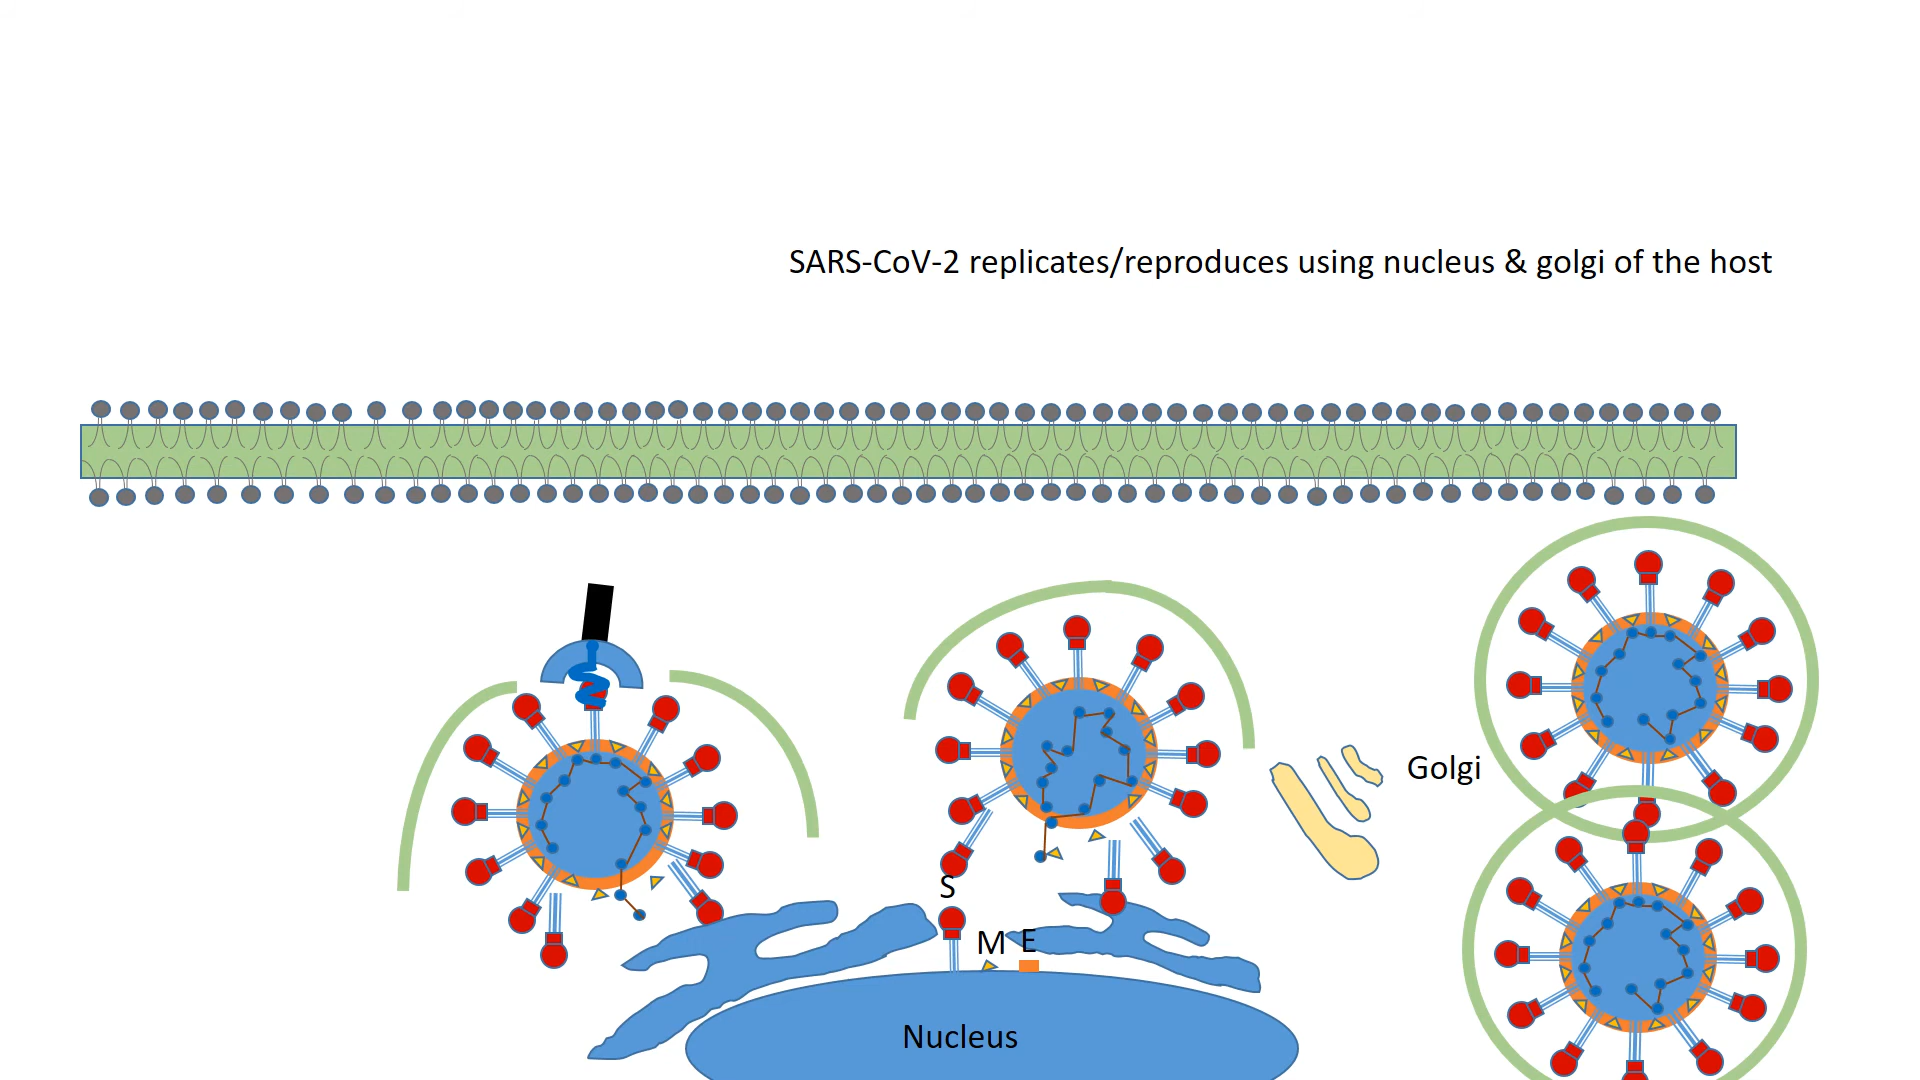 SARS-CoV-2 replicates/reproduces using nucleus & golgi of the host
Golgi
S
M E
Nucleus